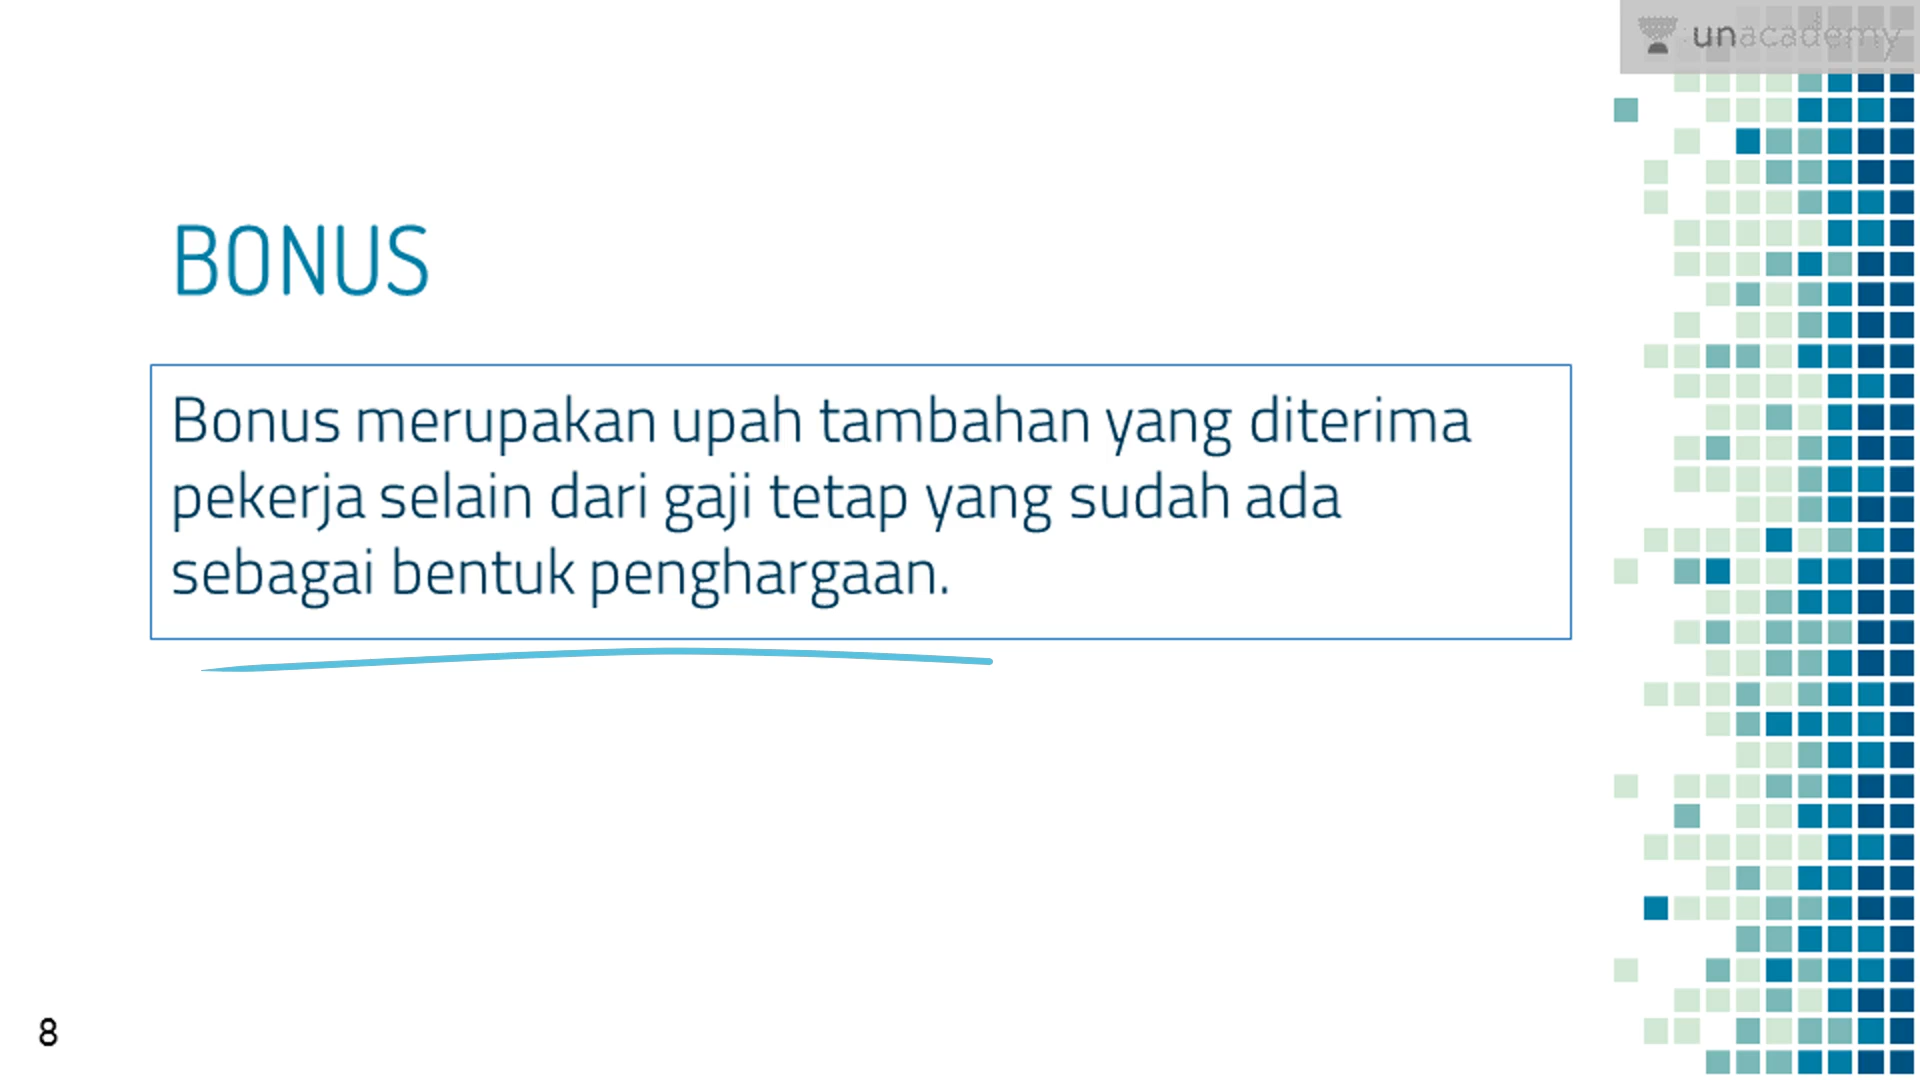 unacademy
BONUS
Bonus merupakan upah tambahan yang diterima
pekerja selain dari gaji tetap yang sudah ada
sebagai bentuk penghargaan.
8